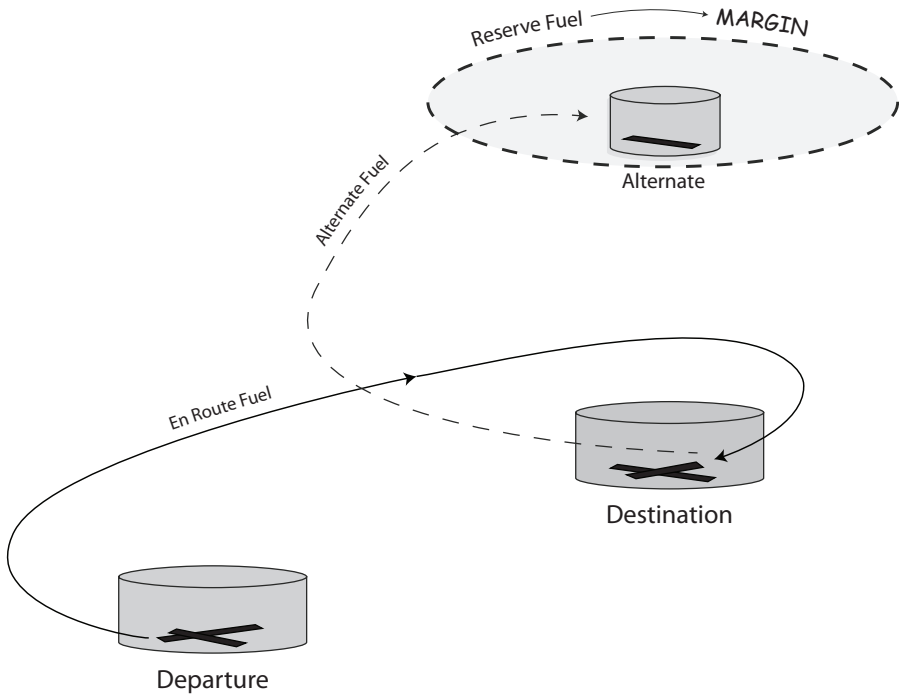 Reserve Fuel
MARGIN
Alternate
Alternate Fuel
En Route Fuel
Destination
Departure